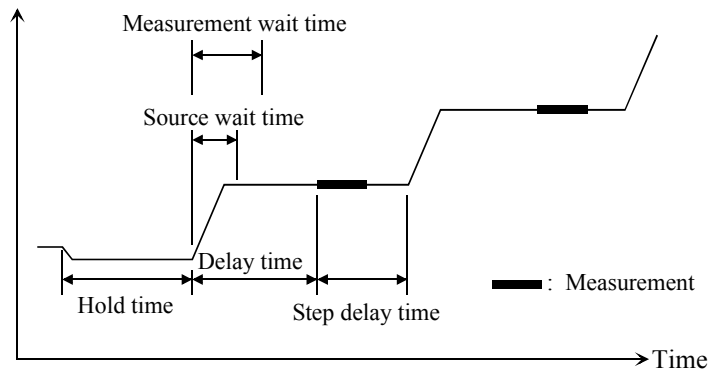 Measurement wait time
Source wait time
Delay time
Hold time
Step delay time
: Measurement
Time